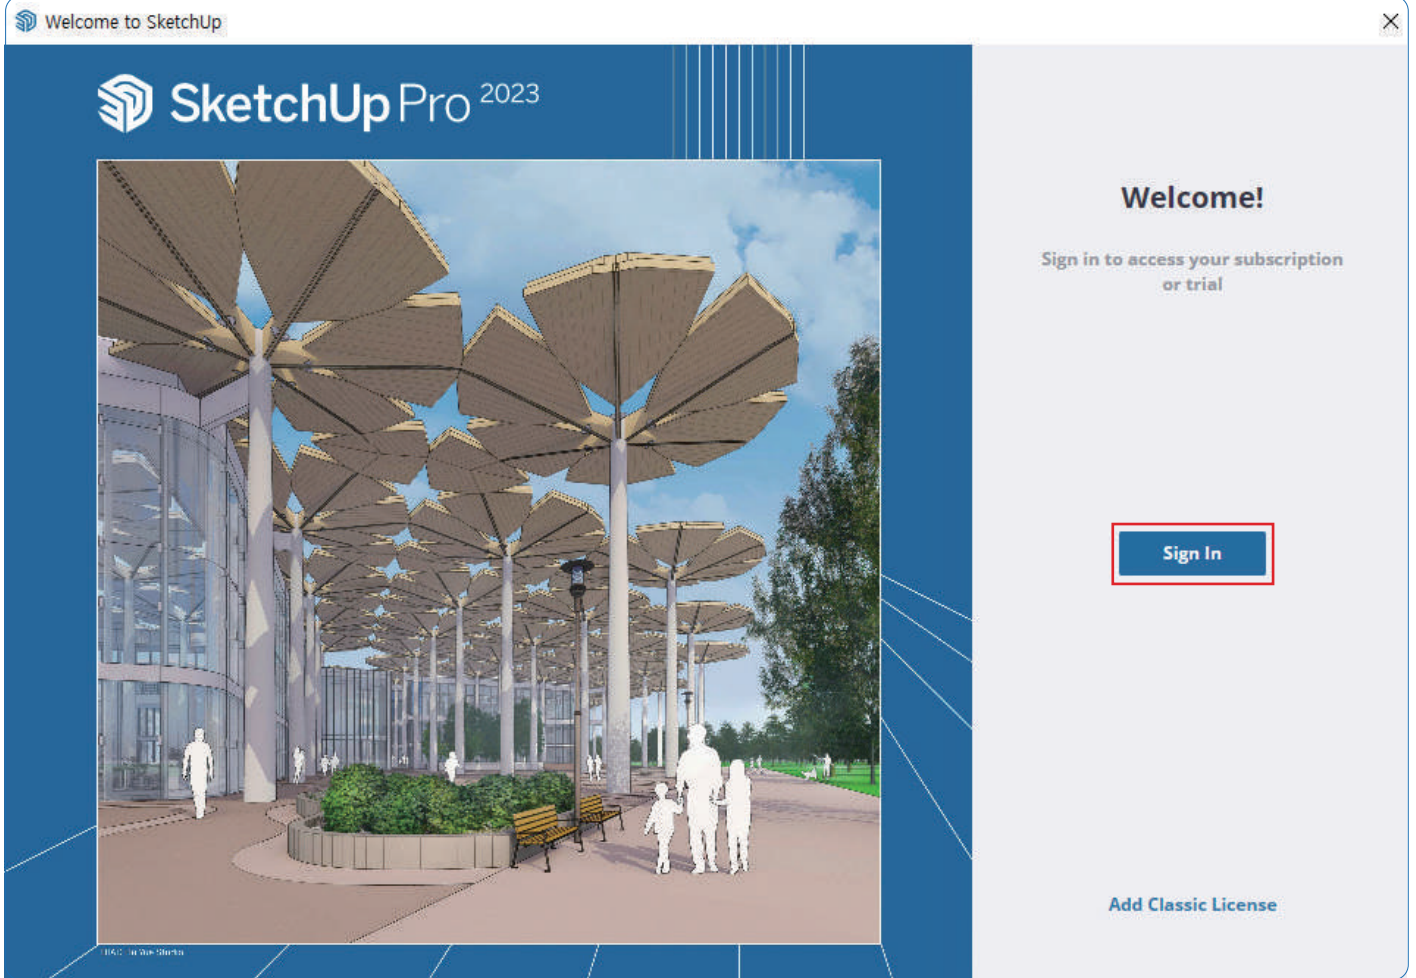 Welcome to SketchUp
SketchUp Pro 2023
Welcome!
Sign in to access your subscription
or trial
Sign In
Add Classic License